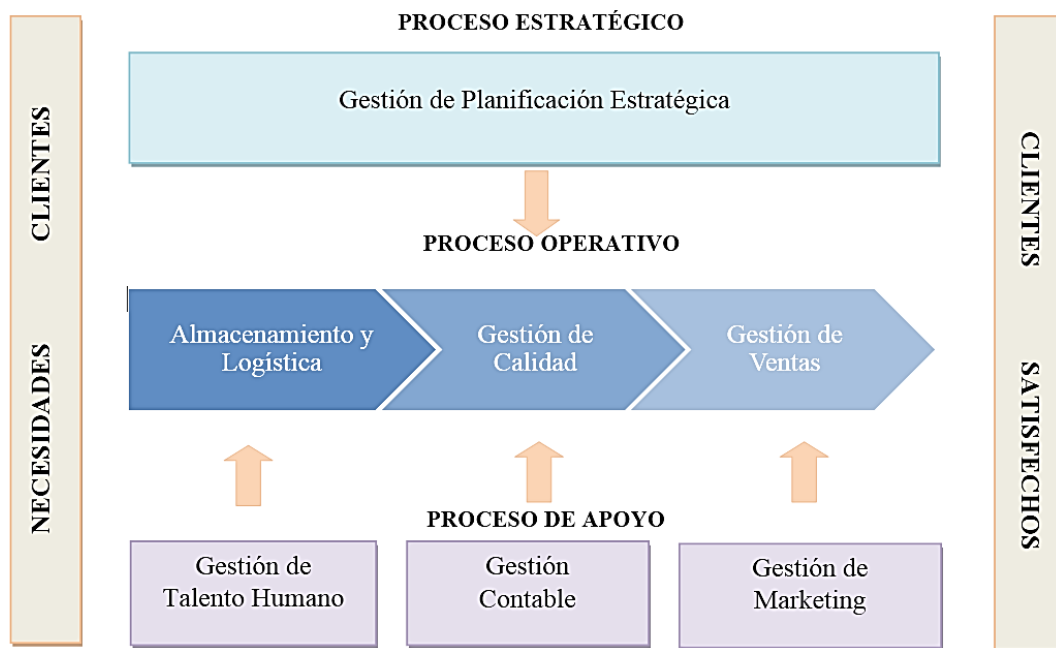 PROCESO ESTRATÉGICO
Gestión de Planificación Estratégica
NECESIDADES CLIENTES
PROCESO OPERATIVO
Almacenamiento y
Logística
Gestión de
Calidad
Gestión de
Ventas
PROCESO DE APOYO
Gestión de
Talento Humano
Gestión
Contable
Gestión de
Marketing
CLIENTES SATISFECHOS